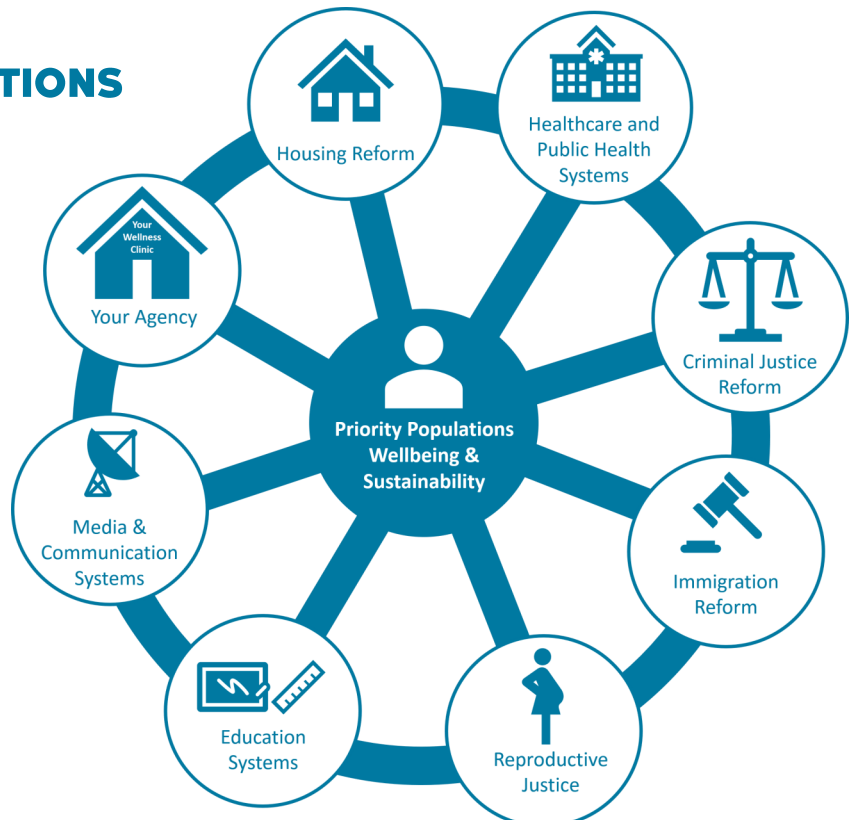 TIONS
Housing Reform
Healthcare and
Public Health
Systems
Criminal Justice
Reform
Immigration
Reform
Reproductive
Justice
Education
Systems
Media &
Communication
Systems
Your
Wellness
Clinic
Your Agency
Priority Populations
Wellbeing &
Sustainability